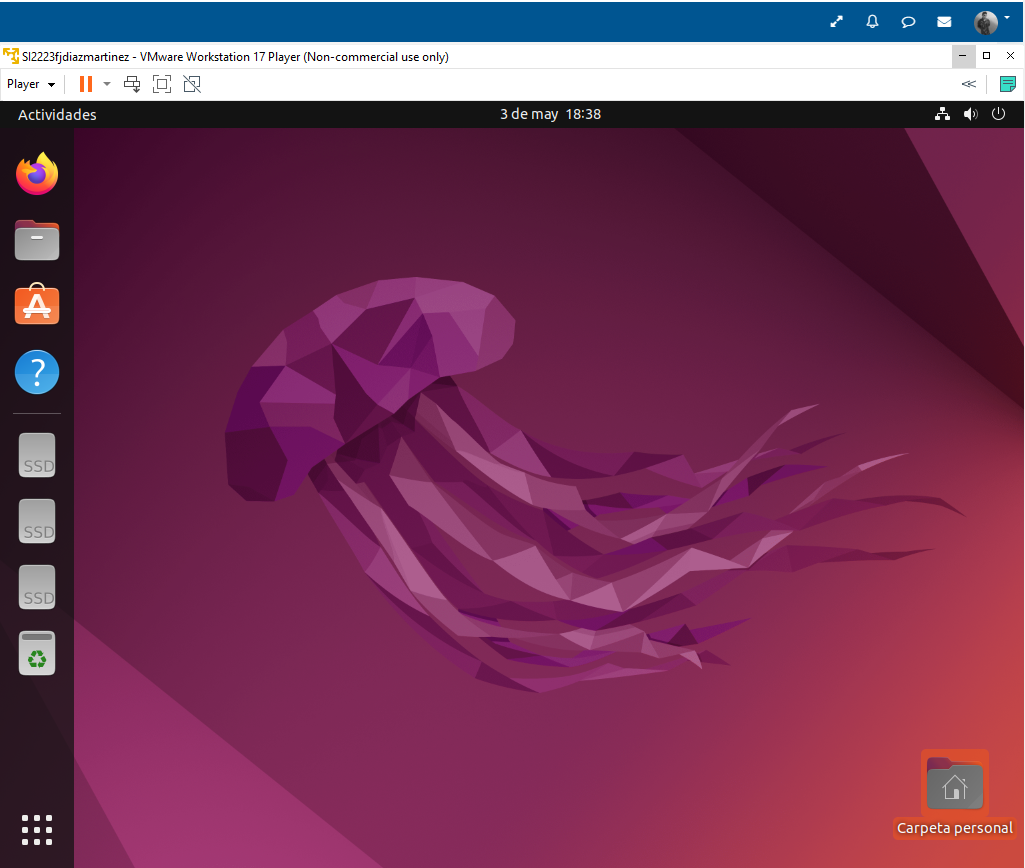 SI2223fjdiazmartinez - VMware Workstation 17 Player (Non-commercial use only)
Player
Actividades
3 de may 18:38
SSD
SSD
SSD
Carpeta personal